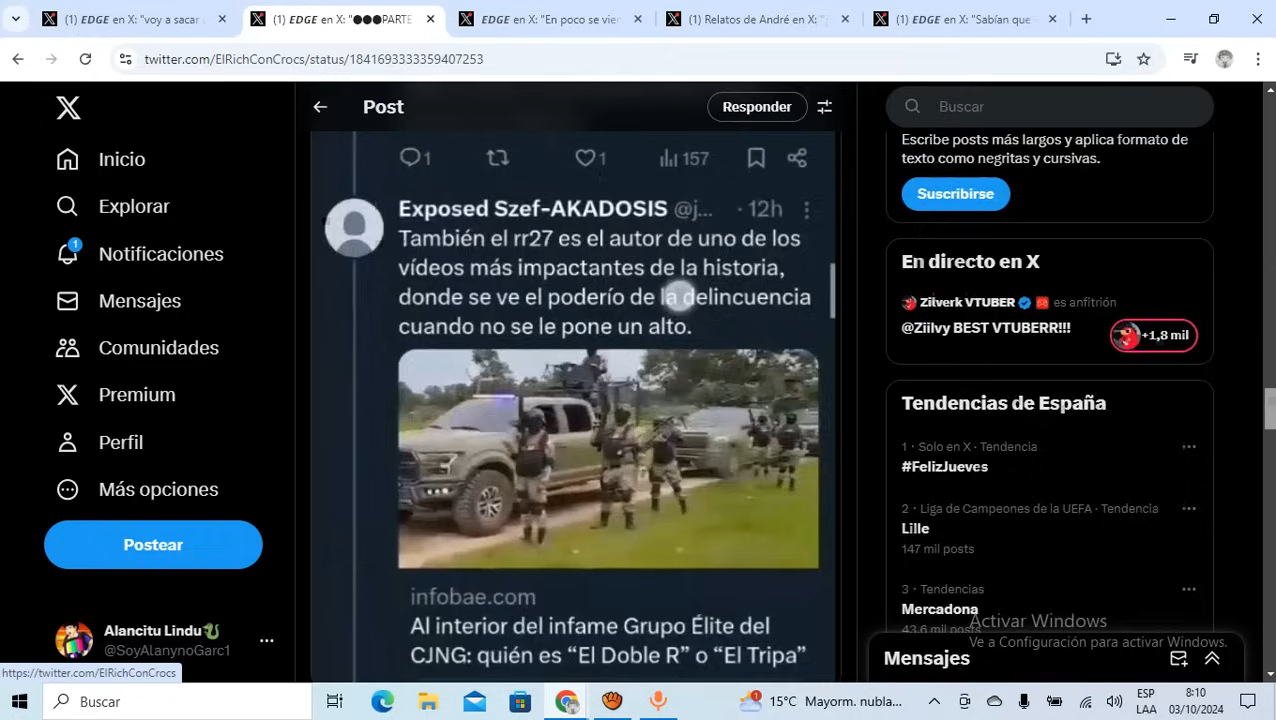 (1) EDGE en X: "voy a sacar
(1) EDGE en X: "●●●PARTE
(1) EDGE en X: "En poco se vien
(1) Relatos de André en X: "
(1) EDGE en X: "Sabían que
twitter.com/ElRichConCrocs/status/1841693333359407253
Inicio
Explorar
1
Notificaciones
Mensajes
Comunidades
Premium
Perfil
Más opciones
Postear
Alancitu Lindu
@SoyAlanynoGarc1
https://twitter.com/ElRichConCrocs
Post
Responder
1
1
157
Exposed Szef-AKADOSIS @j... · 12h
También el rr27 es el autor de uno de los
vídeos más impactantes de la historia,
donde se ve el poderío de la delincuencia
cuando no se le pone un alto.
infobae.com
Al interior del infame Grupo Élite del
CJNG: quién es “El Doble R” o “El Tripa”
Buscar
Escribe posts más largos y aplica formato de
texto como negritas y cursivas.
Suscribirse
En directo en X
Zilverk VTUBER es anfitrión
@Ziilvy BEST VTUBERR!!!
+1,8 mil
Tendencias de España
1 · Solo en X · Tendencia
#FelizJueves
2 · Liga de Campeones de la UEFA · Tendencia
Lille
147 mil posts
3 · Tendencias
Mercadona
43,6 mil posts
Activar Windows
Ve a Configuración para activar Windows.
Mensajes
Buscar
15°C Mayorm. nubla...
ESP
LAA
8:10
03/10/2024